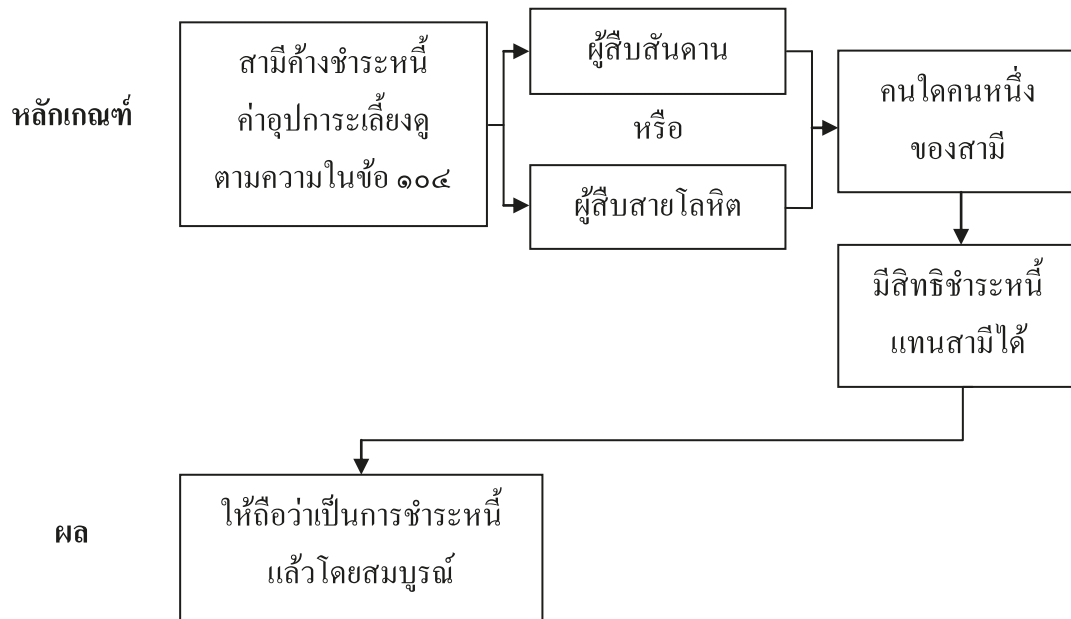 หลักเกณฑ์
สามีค้างชำระหนี้
ค่าอุปการะเลี้ยงดู
ตามความในข้อ ๑๐๔
ผู้สืบสันดาน
หรือ
ผู้สืบสายโลหิต
คนใดคนหนึ่ง
ของสามี
มีสิทธิชำระหนี้
แทนสามีได้
ผล
ให้ถือว่าเป็นการชำระหนี้
แล้วโดยสมบูรณ์